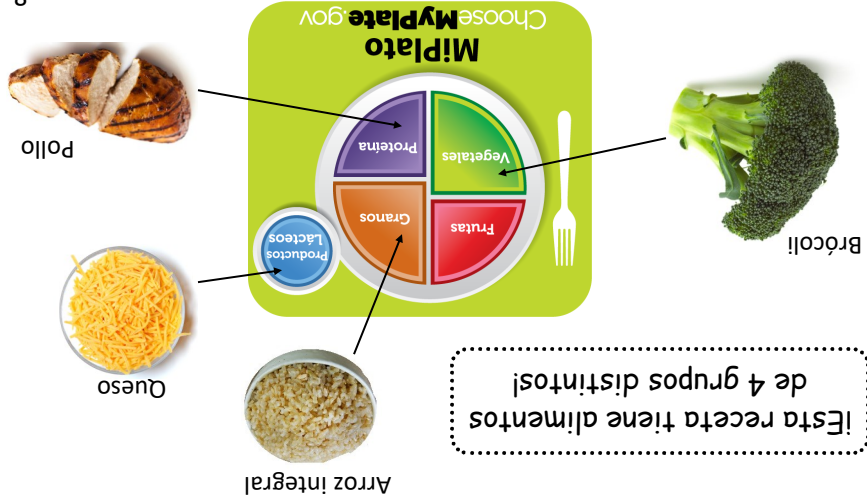 ¡Esta receta tiene alimentos
de 4 grupos distintos!
Arroz integral
Queso
Brócoli
Frutas
Granos
Productos
Lácteos
Vegetales
Proteína
Pollo
MiPlato
ChooseMyPlate.gov